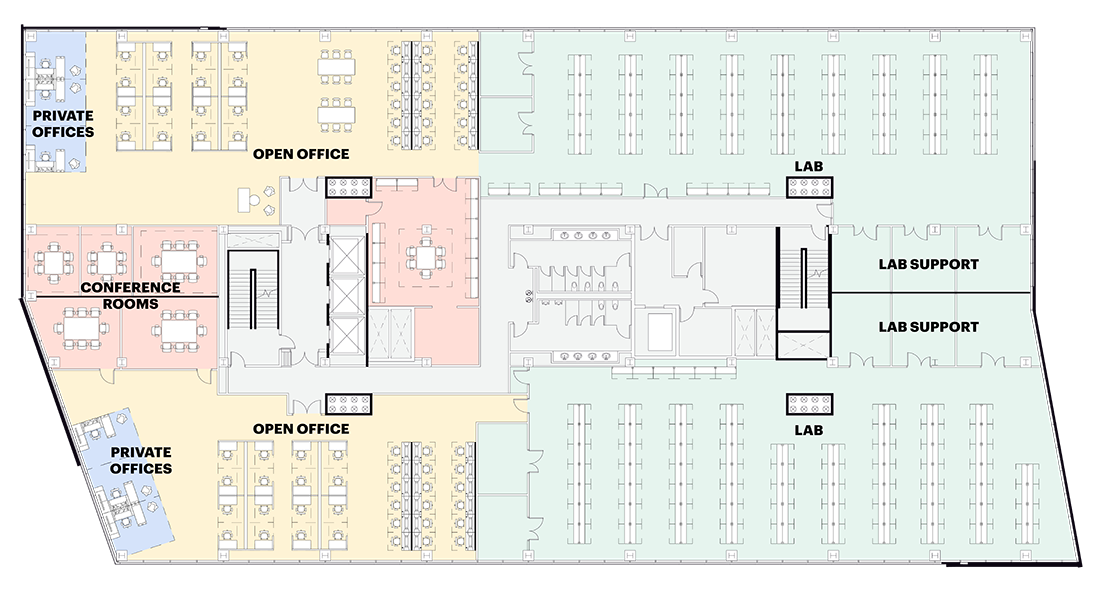 PRIVATE
OFFICES
OPEN OFFICE
LAB
CONFERENCE
ROOMS
LAB SUPPORT
LAB SUPPORT
OPEN OFFICE
LAB
PRIVATE
OFFICES